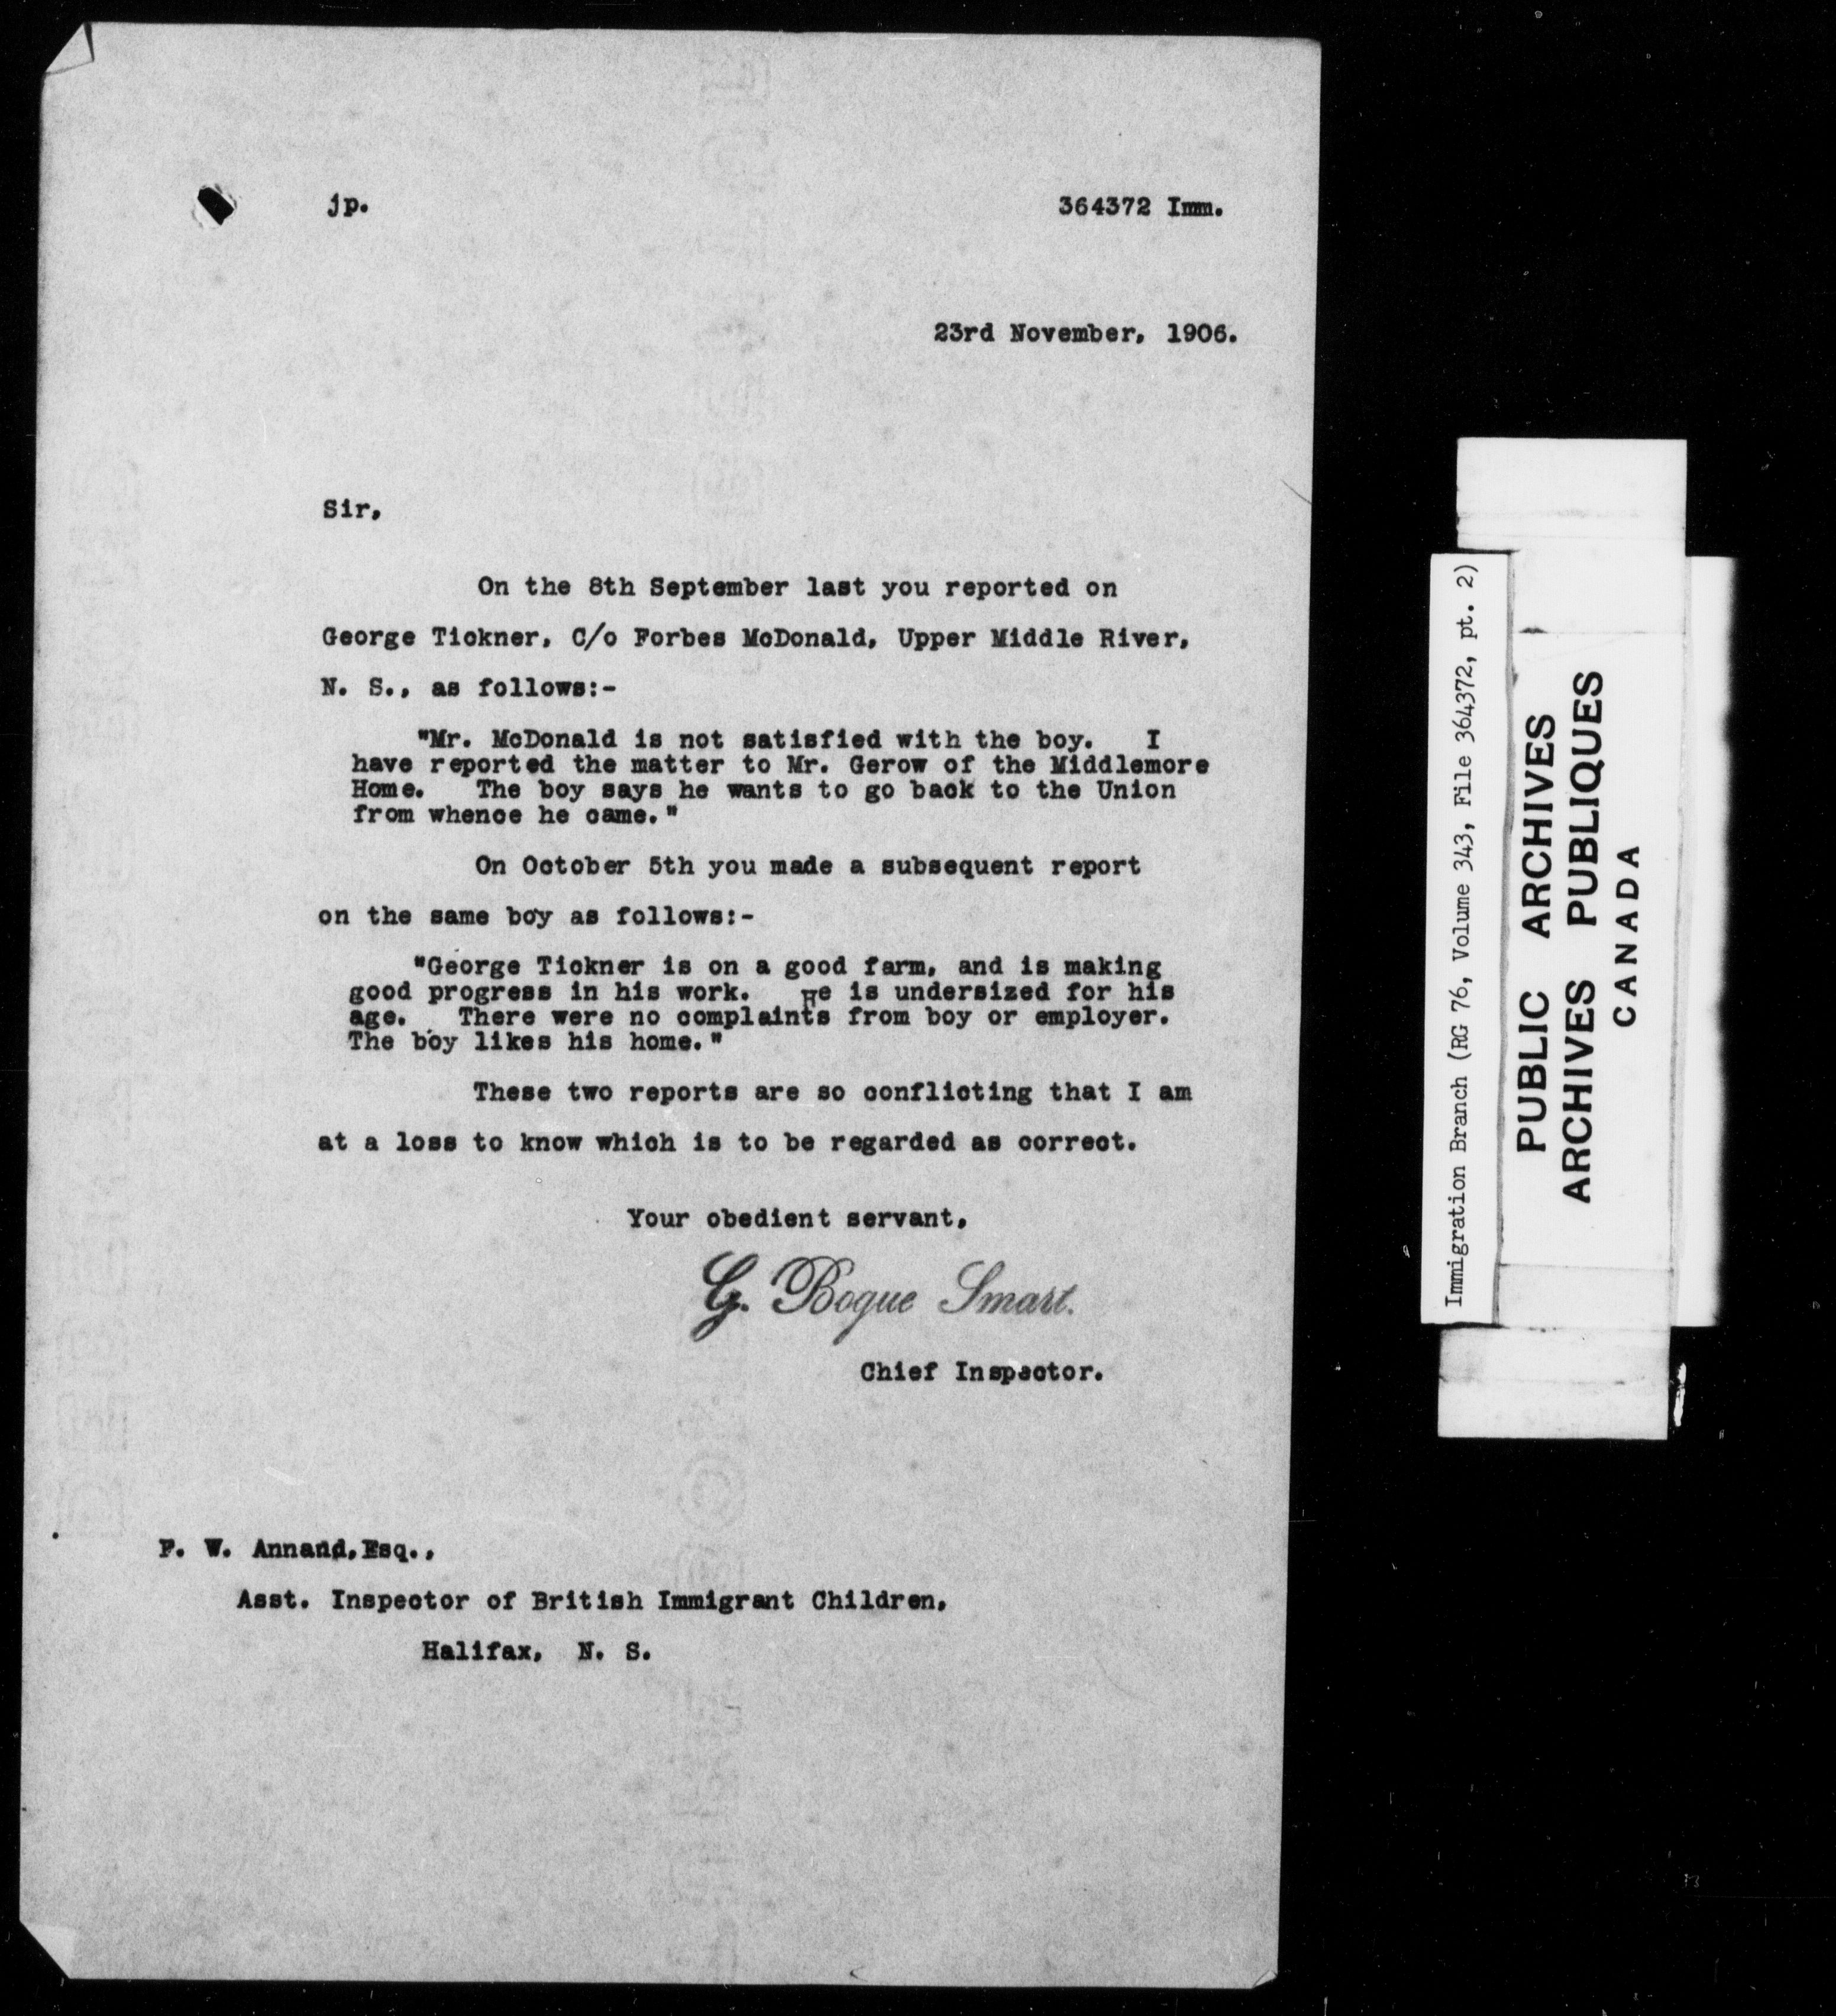 jp.
364372 Imm.
23rd November, 1906.
Sir,
On the 8th September last you reported on
George Tickner, C/o Forbes McDonald, Upper Middle River,
N. S., as follows:-
"Mr. McDonald is not satisfied with the boy. I
have reported the matter to Mr. Gerow of the Middlemore
Home. The boy says he wants to go back to the Union
from whence he came."
On October 5th you made a subsequent report
on the same boy as follows:-
"George Tickner is on a good farm, and is making
good progress in his work. He is undersized for his
age. There were no complaints from boy or employer.
The boy likes his home."
These two reports are so conflicting that I am
at a loss to know which is to be regarded as correct.
Your obedient servant,
G. Bogue Smart.
Chief Inspector.
F. W. Annand, Esq.,
Asst. Inspector of British Immigrant Children,
Halifax, N. S.
Immigration Branch (RG 76, Volume 343, File 364372, pt. 2)
PUBLIC ARCHIVES
ARCHIVES PUBLIQUES
CANADA